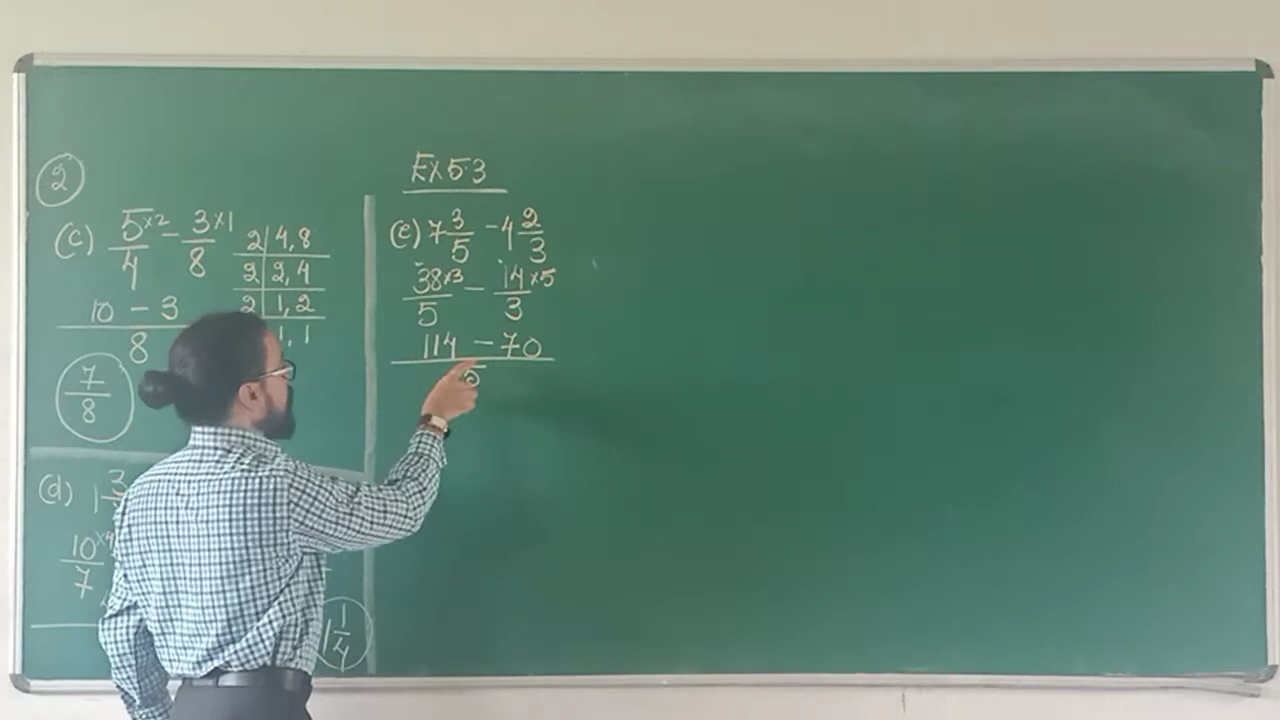 2
(c) 5/4 ×2 - 3/8 ×1
10 - 3
8
7/8
2 | 4, 8
2 | 2, 4
2 | 1, 2
1, 1
(d) 1 3
10/7
1 1/4
Ex 5.3
(e) 7 3/5 - 4 2/3
38/5 ×3 - 14/3 ×5
114 - 70